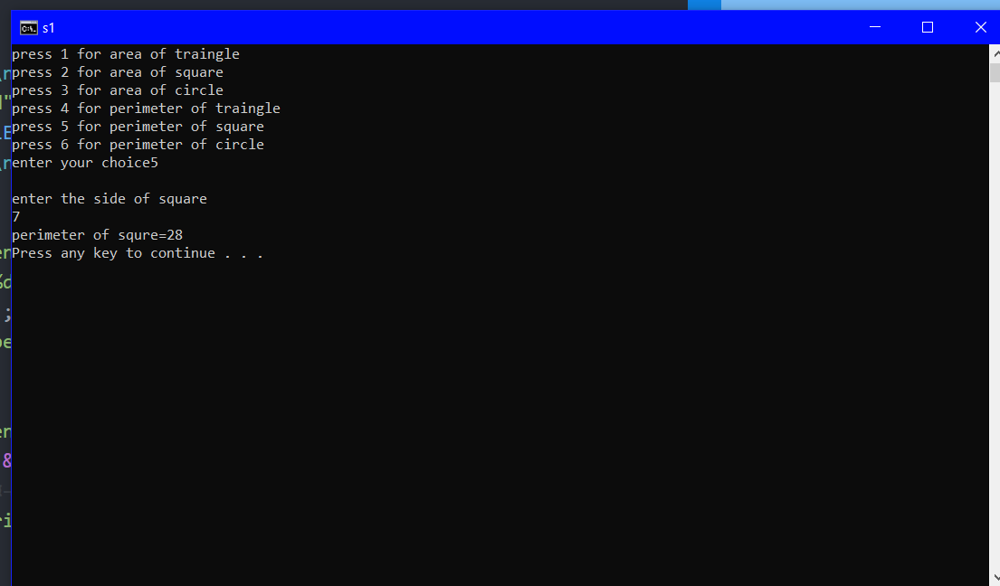 s1
press 1 for area of traingle
press 2 for area of square
press 3 for area of circle
press 4 for perimeter of traingle
press 5 for perimeter of square
press 6 for perimeter of circle
enter your choice5
enter the side of square
7
perimeter of squre=28
Press any key to continue . . .